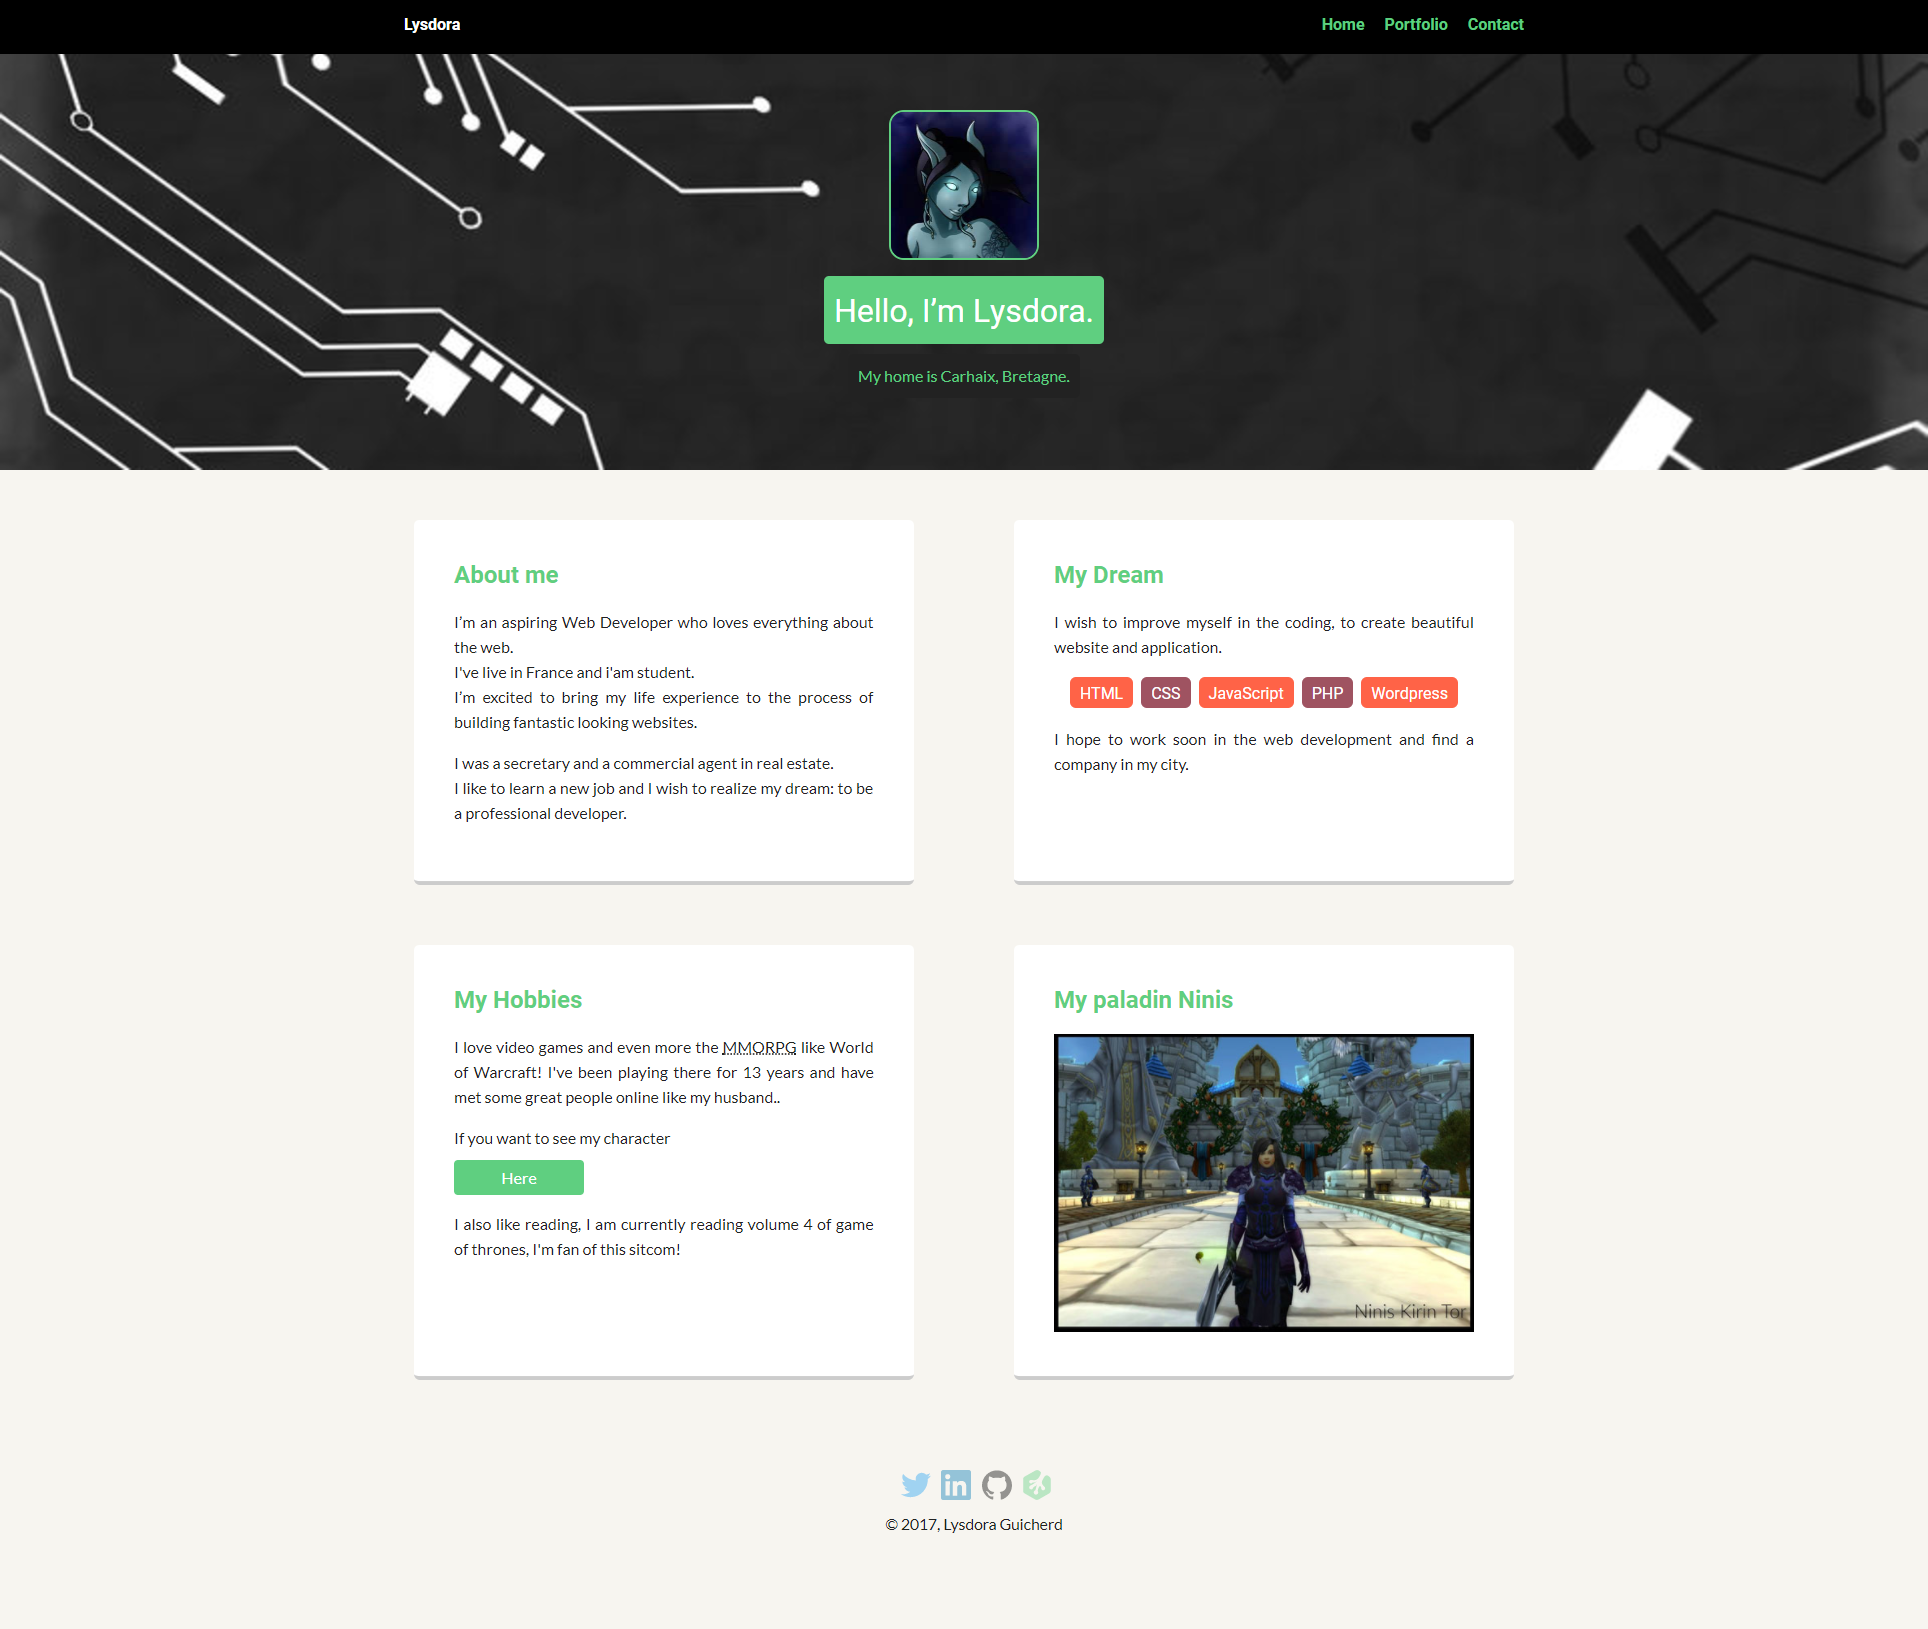 Lysdora
Home Portfolio Contact
Hello, I’m Lysdora.
My home is Carhaix, Bretagne.
About me
I’m an aspiring Web Developer who loves everything about
the web.
I've live in France and i'am student.
I’m excited to bring my life experience to the process of
building fantastic looking websites.
I was a secretary and a commercial agent in real estate.
I like to learn a new job and I wish to realize my dream: to be
a professional developer.
My Dream
I wish to improve myself in the coding, to create beautiful
website and application.
HTML CSS JavaScript PHP Wordpress
I hope to work soon in the web development and find a
company in my city.
My Hobbies
I love video games and even more the MMORPG like World
of Warcraft! I've been playing there for 13 years and have
met some great people online like my husband..
If you want to see my character
Here
I also like reading, I am currently reading volume 4 of game
of thrones, I'm fan of this sitcom!
My paladin Ninis
Ninis Kirin Tor
in
© 2017, Lysdora Guicherd